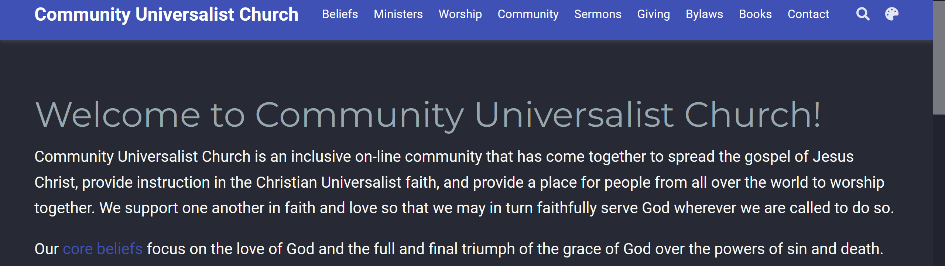 Community Universalist Church Beliefs Ministers Worship Community Sermons Giving Bylaws Books Contact
Welcome to Community Universalist Church!
Community Universalist Church is an inclusive on-line community that has come together to spread the gospel of Jesus
Christ, provide instruction in the Christian Universalist faith, and provide a place for people from all over the world to worship
together. We support one another in faith and love so that we may in turn faithfully serve God wherever we are called to do so.
Our core beliefs focus on the love of God and the full and final triumph of the grace of God over the powers of sin and death.